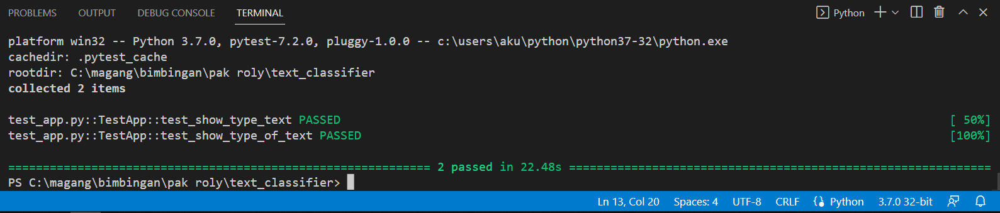 PROBLEMS OUTPUT DEBUG CONSOLE TERMINAL Python
platform win32 -- Python 3.7.0, pytest-7.2.0, pluggy-1.0.0 -- c:\users\aku\python\python37-32\python.exe
cachedir: .pytest_cache
rootdir: C:\magang\bimbingan\pak roly\text_classifier
collected 2 items
test_app.py::TestApp::test_show_type_text PASSED [ 50%]
test_app.py::TestApp::test_show_type_of_text PASSED [100%]
============================================================= 2 passed in 22.48s =============================================================
PS C:\magang\bimbingan\pak roly\text_classifier>
Ln 13, Col 20 Spaces: 4 UTF-8 CRLF Python 3.7.0 32-bit